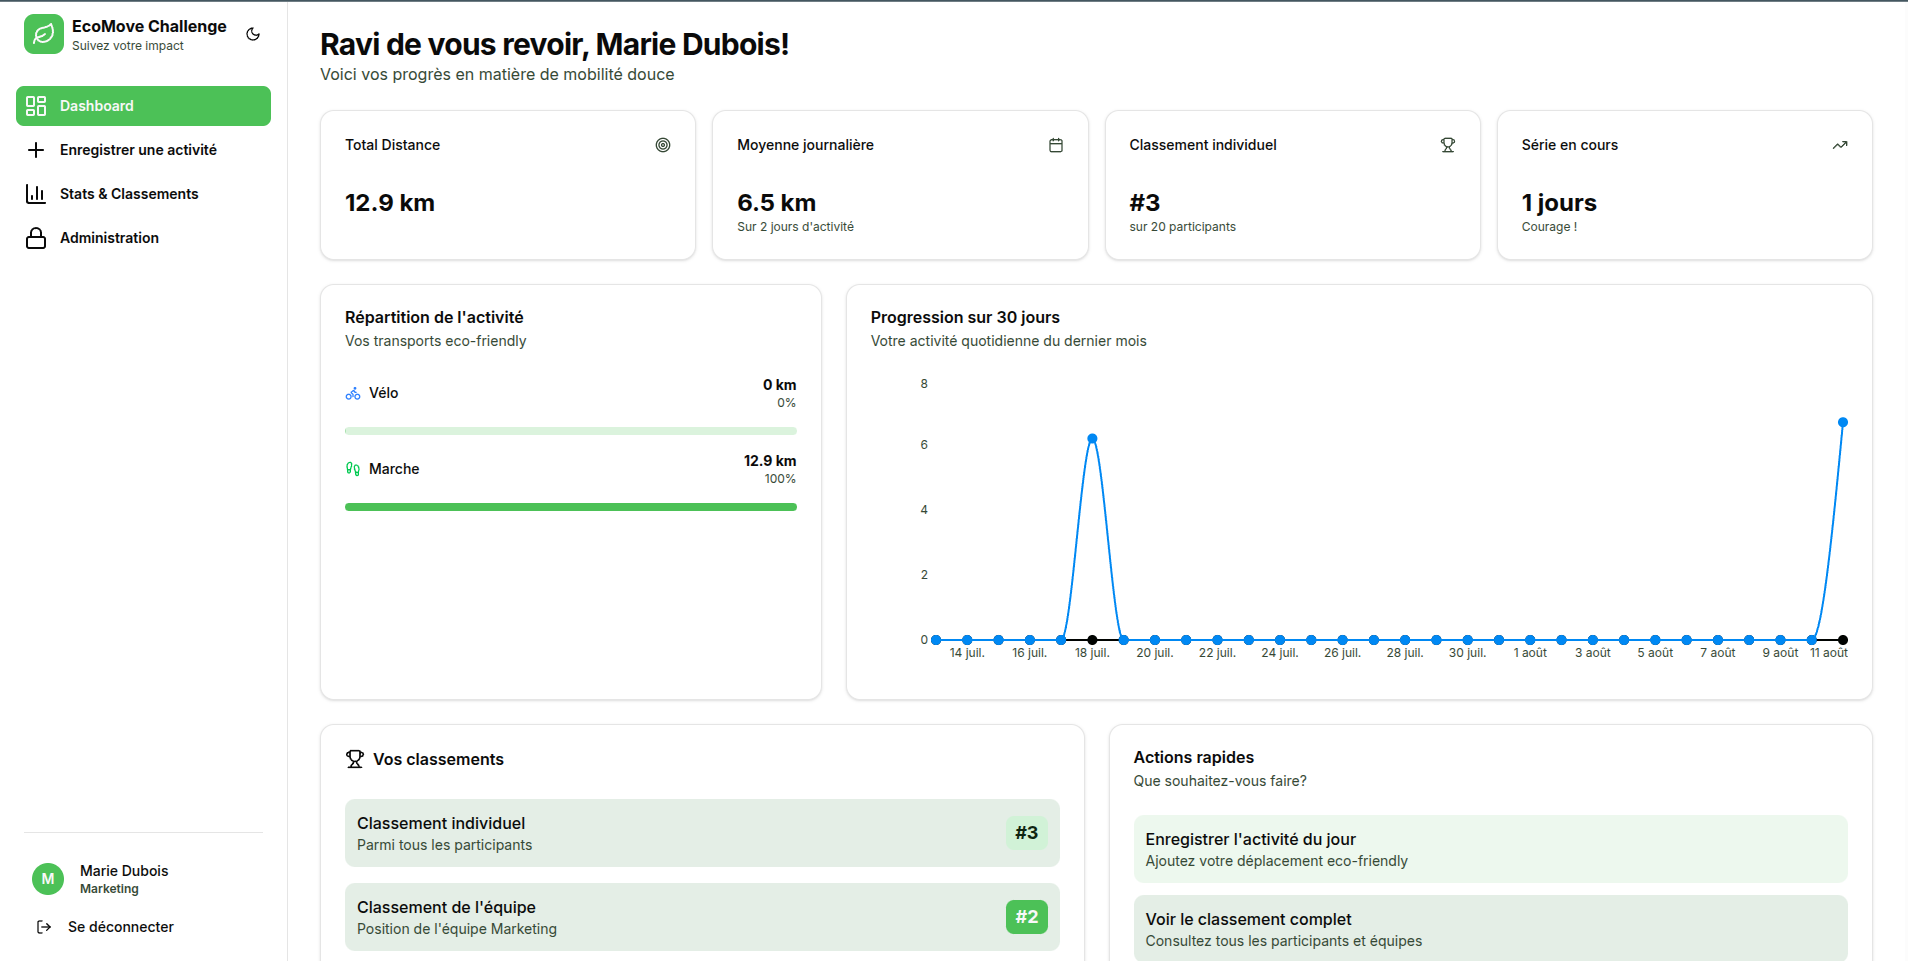 EcoMove Challenge
Suivez votre impact
Dashboard
Enregistrer une activité
Stats & Classements
Administration
M
Marie Dubois
Marketing
Se déconnecter
Ravi de vous revoir, Marie Dubois!
Voici vos progrès en matière de mobilité douce
Total Distance
12.9 km
Moyenne journalière
6.5 km
Sur 2 jours d'activité
Classement individuel
#3
sur 20 participants
Série en cours
1 jours
Courage !
Répartition de l'activité
Vos transports eco-friendly
Vélo
0 km
0%
Marche
12.9 km
100%
Progression sur 30 jours
Votre activité quotidienne du dernier mois
8
6
4
2
0
14 juil. 16 juil. 18 juil. 20 juil. 22 juil. 24 juil. 26 juil. 28 juil. 30 juil. 1 août 3 août 5 août 7 août 9 août 11 août
Vos classements
Classement individuel
Parmi tous les participants
#3
Classement de l'équipe
Position de l'équipe Marketing
#2
Actions rapides
Que souhaitez-vous faire?
Enregistrer l'activité du jour
Ajoutez votre déplacement eco-friendly
Voir le classement complet
Consultez tous les participants et équipes